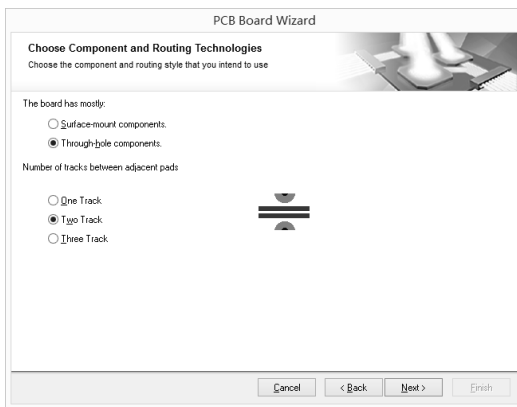 PCB Board Wizard
Choose Component and Routing Technologies
Choose the component and routing style that you intend to use
The board has mostly:
Surface-mount components.
Through-hole components.
Number of tracks between adjacent pads
One Track
Two Track
Three Track
Cancel
< Back
Next >
Finish